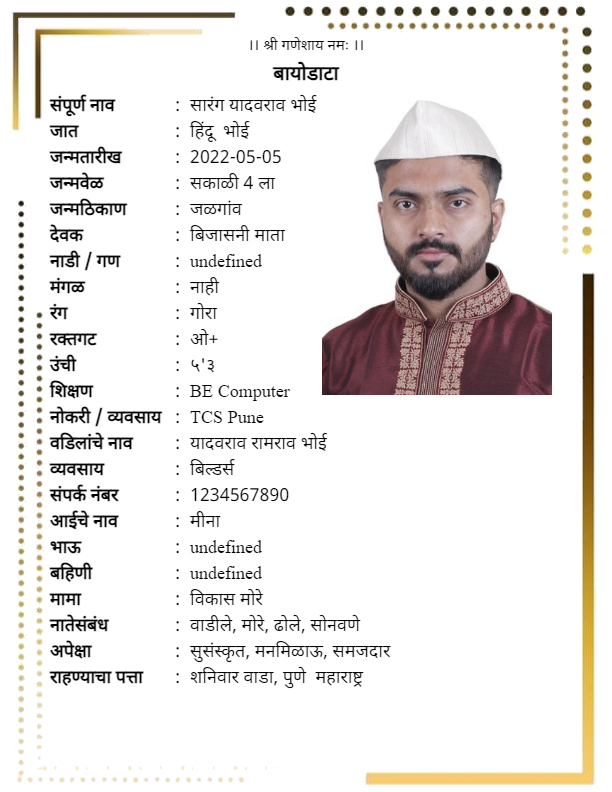 ।। श्री गणेशाय नमः ।।
बायोडाटा
संपूर्ण नाव : सारंग यादवराव भोई
जात : हिंदू भोई
जन्मतारीख : 2022-05-05
जन्मवेळ : सकाळी 4 ला
जन्मठिकाण : जळगांव
देवक : बिजासनी माता
नाडी / गण : undefined
मंगळ : नाही
रंग : गोरा
रक्तगट : ओ+
उंची : ५'३
शिक्षण : BE Computer
नोकरी / व्यवसाय : TCS Pune
वडिलांचे नाव : यादवराव रामराव भोई
व्यवसाय : बिल्डर्स
संपर्क नंबर : 1234567890
आईचे नाव : मीना
भाऊ : undefined
बहिणी : undefined
मामा : विकास मोरे
नातेसंबंध : वाडीले, मोरे, ढोले, सोनवणे
अपेक्षा : सुसंस्कृत, मनमिळाऊ, समजदार
राहण्याचा पत्ता : शनिवार वाडा, पुणे महाराष्ट्र